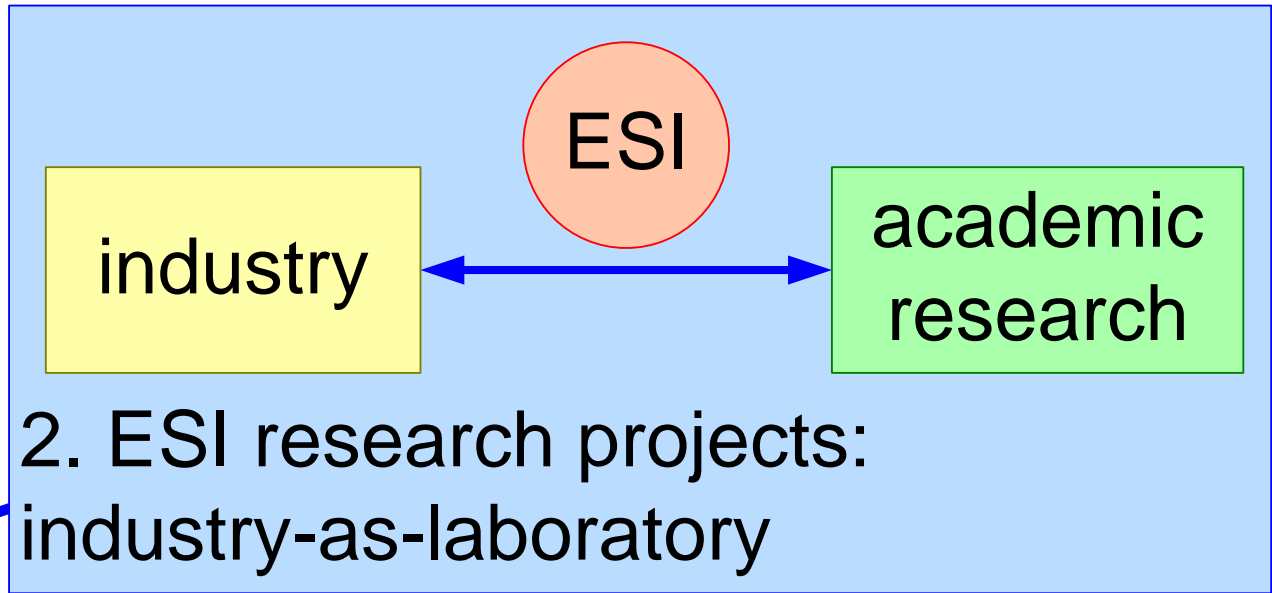 ESI
industry
academic
research
2. ESI research projects:
industry-as-laboratory